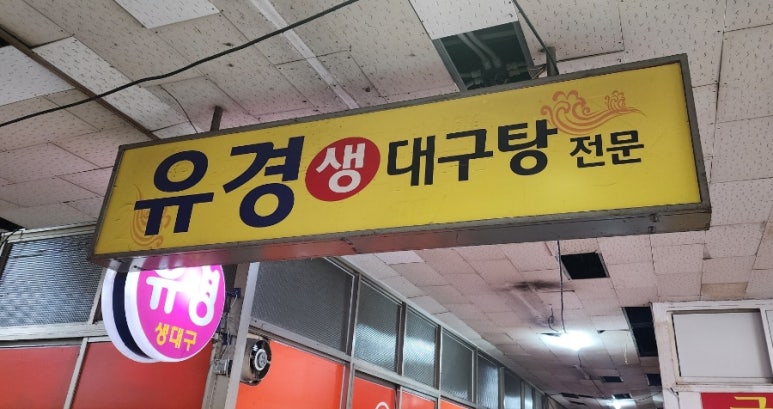 유경 생 대구탕 전문
유경
생대구